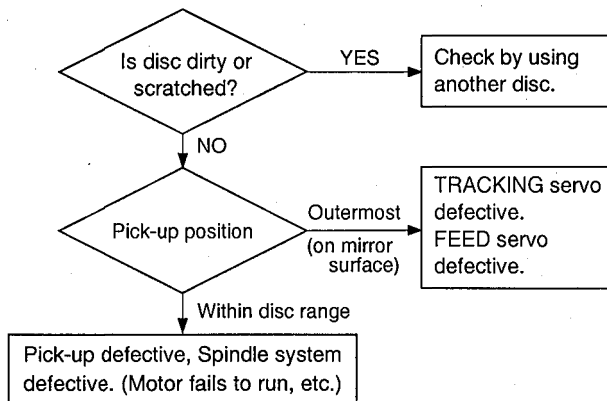 Is disc dirty or
scratched?
YES
Check by using
another disc.
NO
Pick-up position
Outermost
(on mirror
surface)
TRACKING servo
defective.
FEED servo
defective.
Within disc range
Pick-up defective, Spindle system
defective. (Motor fails to run, etc.)